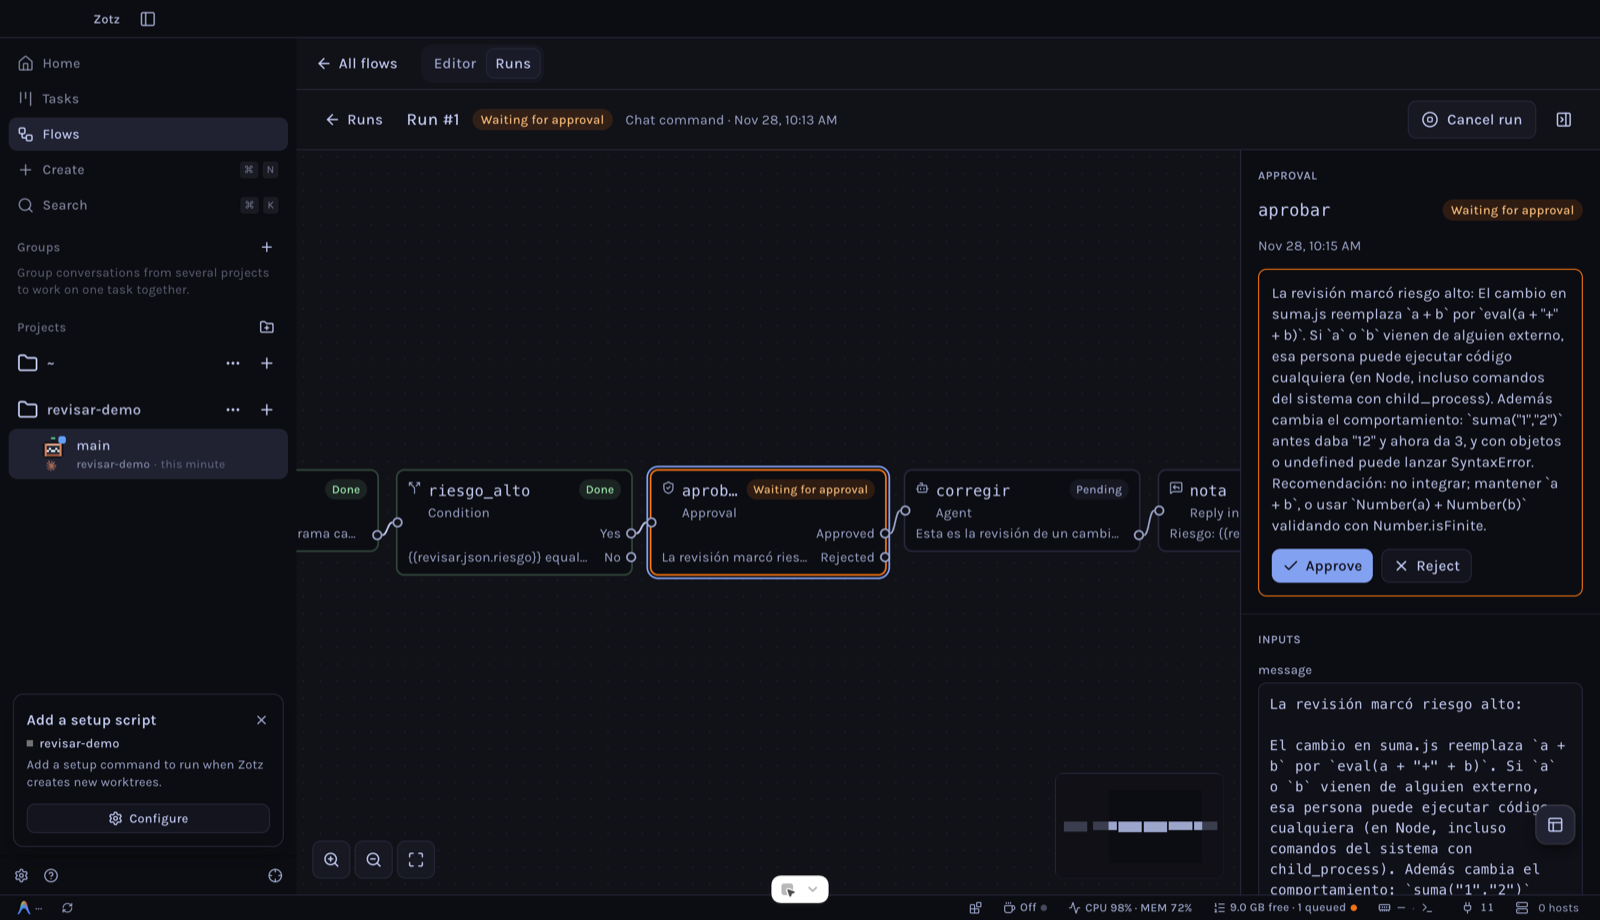 Zotz
Home
Tasks
Flows
Create ⌘ N
Search ⌘ K
Groups
Group conversations from several projects
to work on one task together.
Projects
~
revisar-demo
main
revisar-demo · this minute
Add a setup script
revisar-demo
Add a setup command to run when Zotz
creates new worktrees.
Configure
All flows
Editor
Runs
Runs
Run #1
Waiting for approval
Chat command · Nov 28, 10:13 AM
Cancel run
Done
rama ca...
riesgo_alto
Done
Condition
Yes
{{revisar.json.riesgo}} equal...
No
aprob...
Waiting for approval
Approval
Approved
La revisión marcó ries...
Rejected
corregir
Pending
Agent
Esta es la revisión de un cambi...
nota
Reply in
Riesgo: {{re
APPROVAL
aprobar
Waiting for approval
Nov 28, 10:15 AM
La revisión marcó riesgo alto: El cambio en
suma.js reemplaza `a + b` por `eval(a + "+"
+ b)`. Si `a` o `b` vienen de alguien externo,
esa persona puede ejecutar código
cualquiera (en Node, incluso comandos
del sistema con child_process). Además
cambia el comportamiento: `suma("1","2")`
antes daba "12" y ahora da 3, y con objetos
o undefined puede lanzar SyntaxError.
Recomendación: no integrar; mantener `a
+ b`, o usar `Number(a) + Number(b)`
validando con Number.isFinite.
Approve
Reject
INPUTS
message
La revisión marcó riesgo alto:
El cambio en suma.js reemplaza `a +
b` por `eval(a + "+" + b)`. Si `a`
o `b` vienen de alguien externo,
esa persona puede ejecutar código
cualquiera (en Node, incluso
comandos del sistema con
child_process). Además cambia el
comportamiento: `suma("1","2")`
Off
CPU 98% · MEM 72%
9.0 GB free · 1 queued
11
0 hosts